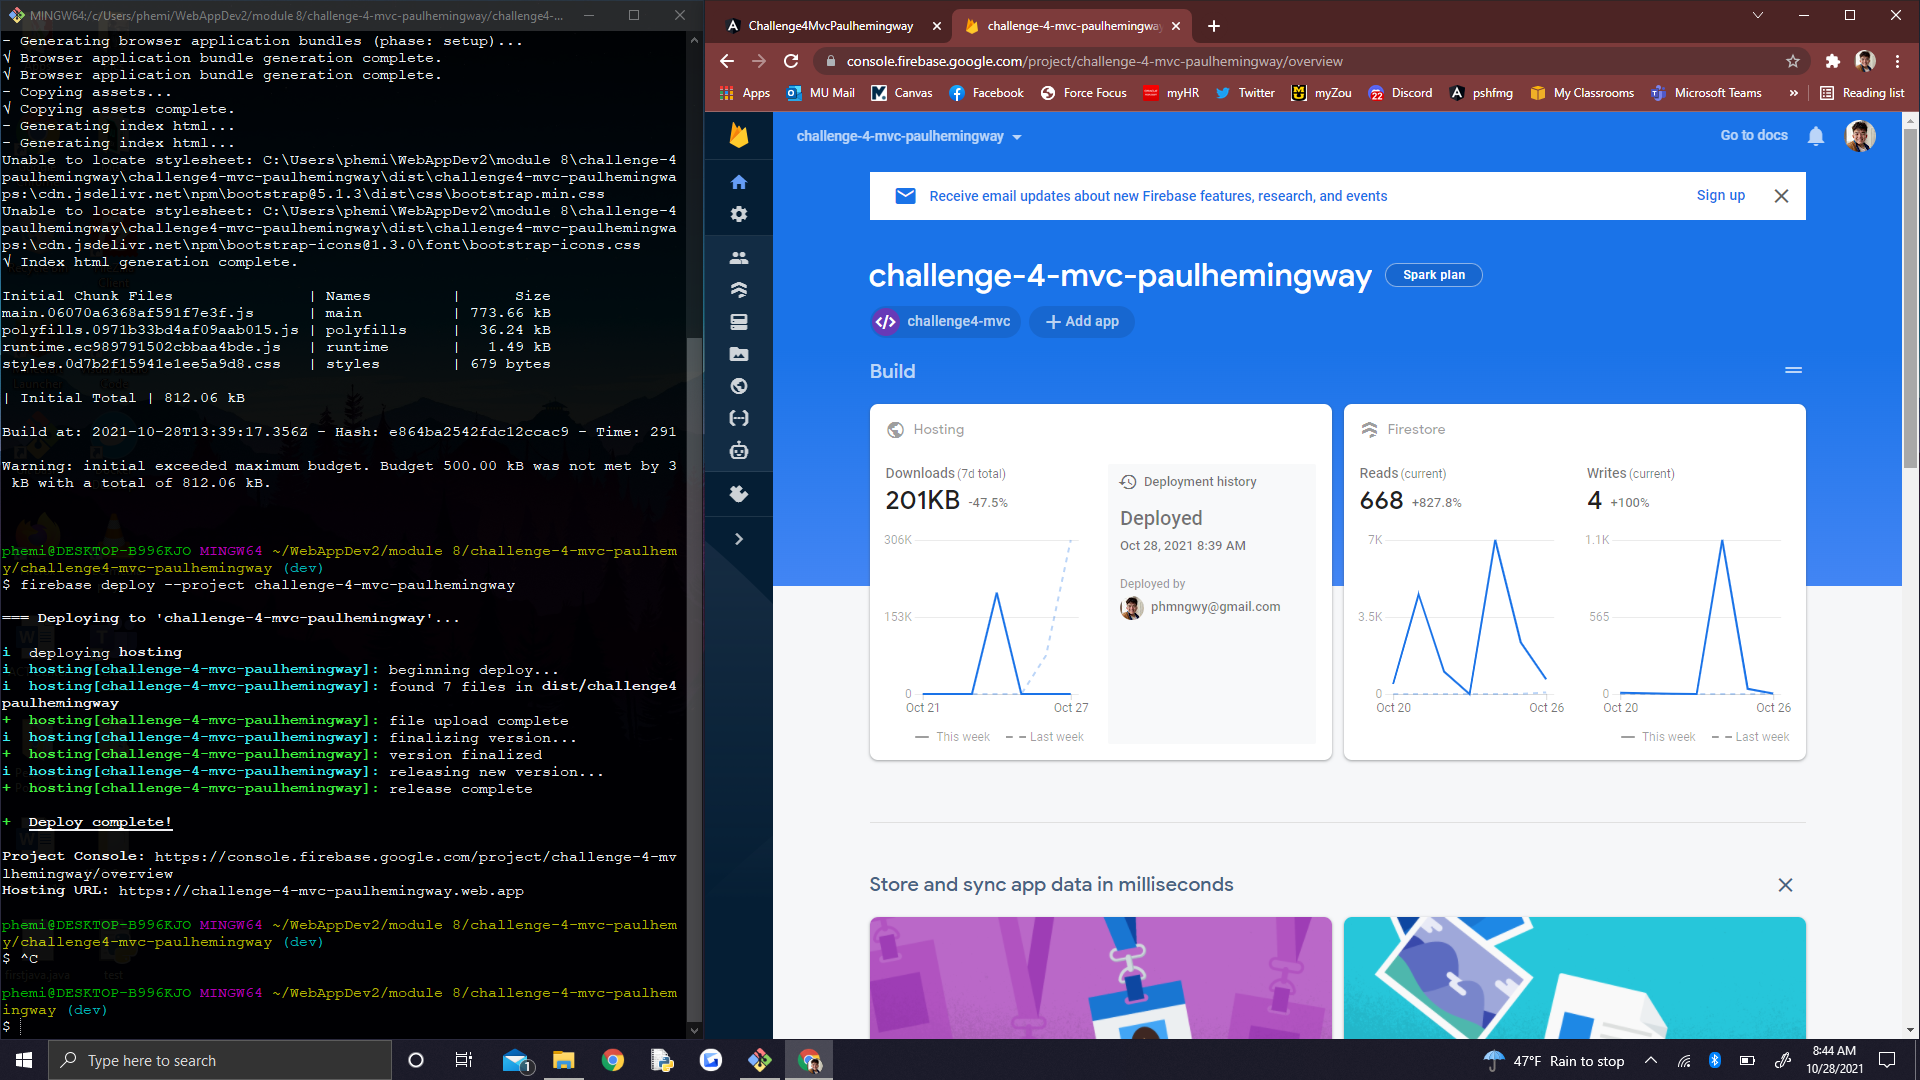 MINGW64:/c/Users/phemi/WebAppDev2/module 8/challenge-4-mvc-paulhemingway/challenge4-...
- Generating browser application bundles (phase: setup)...
√ Browser application bundle generation complete.
√ Browser application bundle generation complete.
- Copying assets...
√ Copying assets complete.
- Generating index html...
- Generating index html...
Unable to locate stylesheet: C:\Users\phemi\WebAppDev2\module 8\challenge-4
paulhemingway\challenge4-mvc-paulhemingway\dist\challenge4-mvc-paulhemingwa
ps:\cdn.jsdelivr.net\npm\bootstrap@5.1.3\dist\css\bootstrap.min.css
Unable to locate stylesheet: C:\Users\phemi\WebAppDev2\module 8\challenge-4
paulhemingway\challenge4-mvc-paulhemingway\dist\challenge4-mvc-paulhemingwa
ps:\cdn.jsdelivr.net\npm\bootstrap-icons@1.3.0\font\bootstrap-icons.css
√ Index html generation complete.
Initial Chunk Files | Names | Size
main.06070a6368af591f7e3f.js | main | 773.66 kB
polyfills.0971b33bd4af09aab015.js | polyfills | 36.24 kB
runtime.ec989791502cbbaa4bde.js | runtime | 1.49 kB
styles.0d7b2f15941e1ee5a9d8.css | styles | 679 bytes
| Initial Total | 812.06 kB
Build at: 2021-10-28T13:39:17.356Z - Hash: e864ba2542fdc12ccac9 - Time: 291
Warning: initial exceeded maximum budget. Budget 500.00 kB was not met by 3
kB with a total of 812.06 kB.
phemi@DESKTOP-B996KJO MINGW64 ~/WebAppDev2/module 8/challenge-4-mvc-paulhem
y/challenge4-mvc-paulhemingway (dev)
$ firebase deploy --project challenge-4-mvc-paulhemingway
=== Deploying to 'challenge-4-mvc-paulhemingway'...
i deploying hosting
i hosting[challenge-4-mvc-paulhemingway]: beginning deploy...
i hosting[challenge-4-mvc-paulhemingway]: found 7 files in dist/challenge4
paulhemingway
+ hosting[challenge-4-mvc-paulhemingway]: file upload complete
i hosting[challenge-4-mvc-paulhemingway]: finalizing version...
+ hosting[challenge-4-mvc-paulhemingway]: version finalized
i hosting[challenge-4-mvc-paulhemingway]: releasing new version...
+ hosting[challenge-4-mvc-paulhemingway]: release complete
+ Deploy complete!
Project Console: https://console.firebase.google.com/project/challenge-4-mv
lhemingway/overview
Hosting URL: https://challenge-4-mvc-paulhemingway.web.app
phemi@DESKTOP-B996KJO MINGW64 ~/WebAppDev2/module 8/challenge-4-mvc-paulhem
y/challenge4-mvc-paulhemingway (dev)
$ ^C
firstjava.java test
phemi@DESKTOP-B996KJO MINGW64 ~/WebAppDev2/module 8/challenge-4-mvc-paulhem
ingway (dev)
$
Challenge4MvcPaulhemingway
challenge-4-mvc-paulhemingway
console.firebase.google.com/project/challenge-4-mvc-paulhemingway/overview
Apps MU Mail Canvas Facebook Force Focus myHR Twitter myZou 22 Discord pshfmg My Classrooms Microsoft Teams » Reading list
challenge-4-mvc-paulhemingway
Go to docs
Receive email updates about new Firebase features, research, and events
Sign up
challenge-4-mvc-paulhemingway
Spark plan
</> challenge4-mvc
+ Add app
Build
Hosting
Downloads (7d total)
201KB -47.5%
306K
153K
0
Oct 21 Oct 27
This week Last week
Deployment history
Deployed
Oct 28, 2021 8:39 AM
Deployed by
phmngwy@gmail.com
Firestore
Reads (current)
668 +827.8%
7K
3.5K
0
Oct 20 Oct 26
Writes (current)
4 +100%
1.1K
565
0
Oct 20 Oct 26
This week Last week
Store and sync app data in milliseconds
Type here to search
1
47°F Rain to stop
8:44 AM
10/28/2021